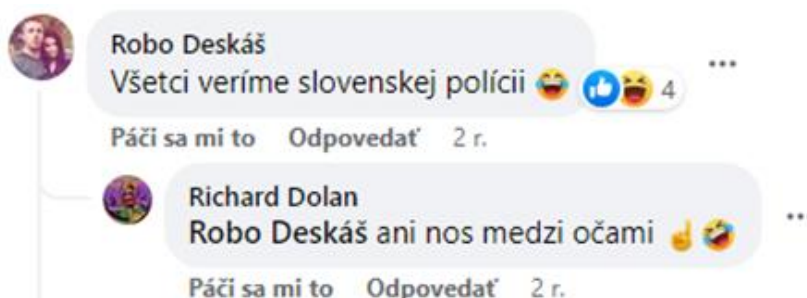 Robo Deskáš
Všetci veríme slovenskej polícii 😂 4
Páči sa mi to Odpovedať 2 r.
Richard Dolan
Robo Deskáš ani nos medzi očami ☝️🤣
Páči sa mi to Odpovedať 2 r.